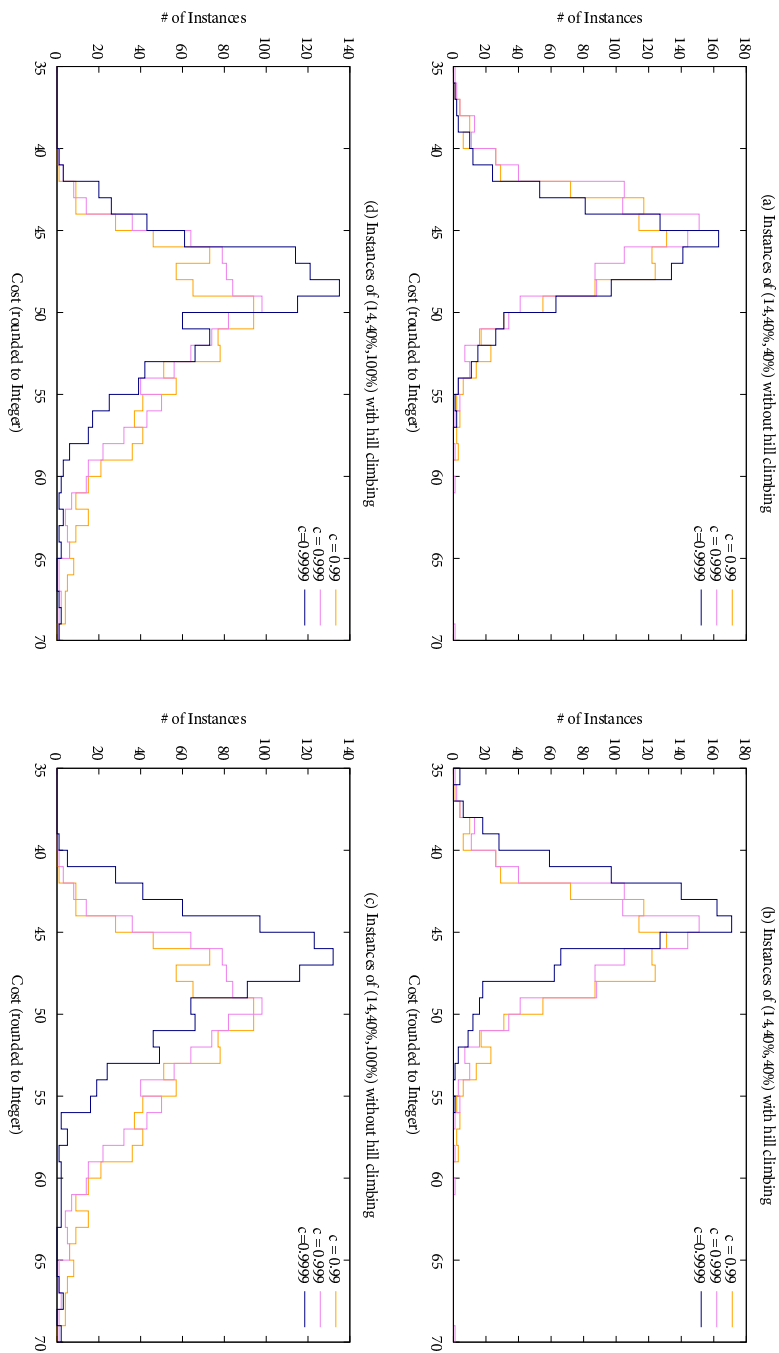 (a) Instances of (14,40%,40%) without hill climbing
# of Instances
180
160
140
120
100
80
60
40
20
0
c = 0.99
c = 0.999
c=0.9999
35
40
45
50
55
60
65
70
Cost (rounded to Integer)
(b) Instances of (14,40%,40%) with hill climbing
# of Instances
180
160
140
120
100
80
60
40
20
0
c = 0.99
c = 0.999
c=0.9999
35
40
45
50
55
60
65
70
Cost (rounded to Integer)
(d) Instances of (14,40%,100%) with hill climbing
# of Instances
140
120
100
80
60
40
20
0
c = 0.99
c = 0.999
c=0.9999
35
40
45
50
55
60
65
70
Cost (rounded to Integer)
(c) Instances of (14,40%,100%) without hill climbing
# of Instances
140
120
100
80
60
40
20
0
c = 0.99
c = 0.999
c=0.9999
35
40
45
50
55
60
65
70
Cost (rounded to Integer)